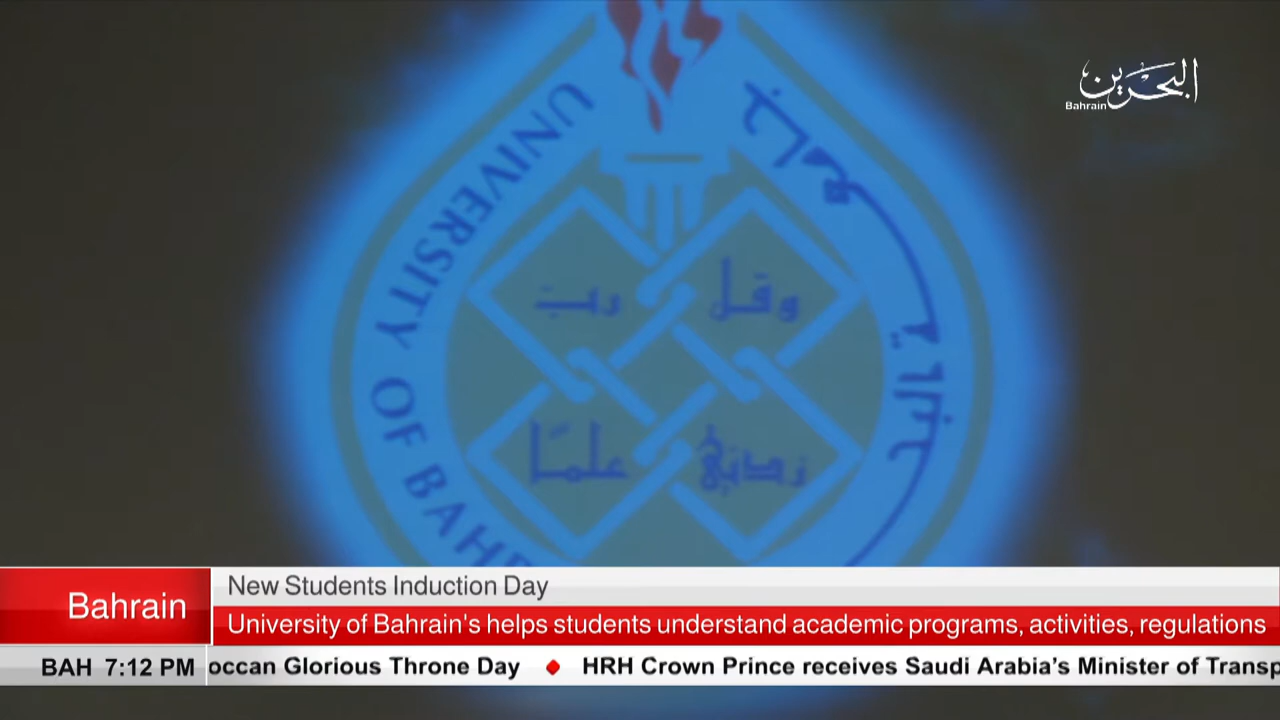 البحرين
Bahrain
UNIVERSITY OF BAHR
وقل رب
زدني علما
Bahrain
New Students Induction Day
University of Bahrain's helps students understand academic programs, activities, regulations
BAH 7:12 PM
occan Glorious Throne Day
HRH Crown Prince receives Saudi Arabia's Minister of Transp